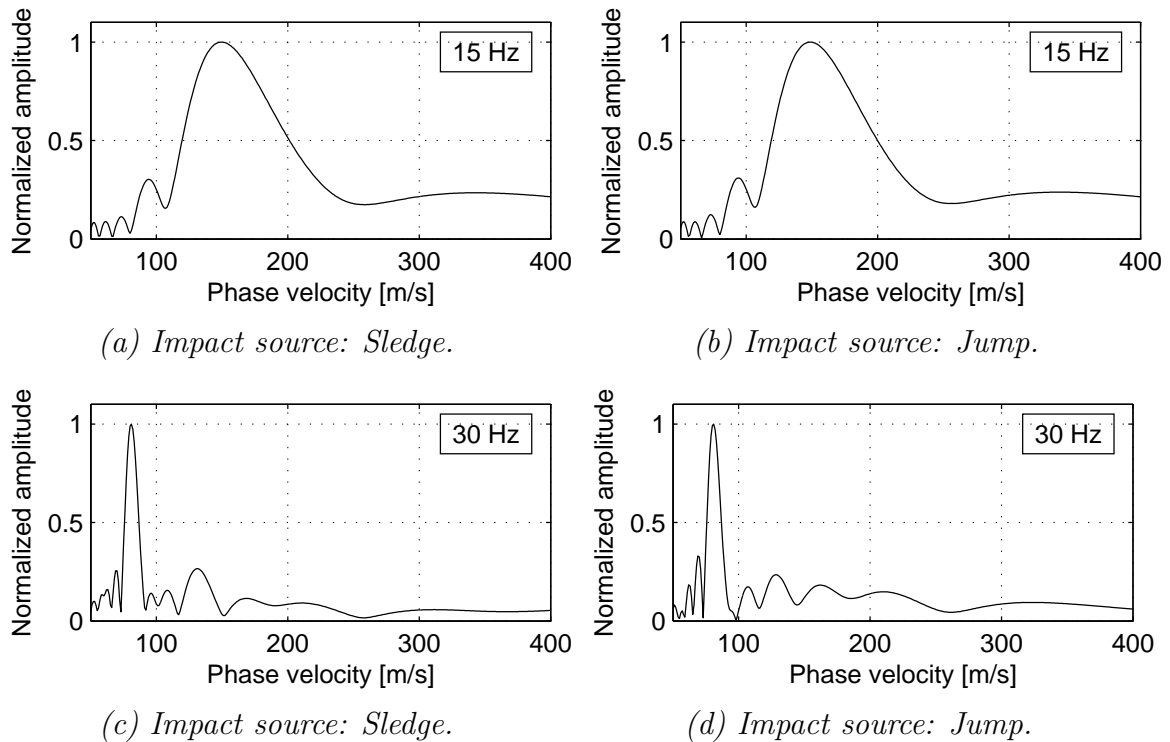 Normalized amplitude
1
0.5
0
15 Hz
100 200 300 400
Phase velocity [m/s]
(a) Impact source: Sledge.
Normalized amplitude
1
0.5
0
15 Hz
100 200 300 400
Phase velocity [m/s]
(b) Impact source: Jump.
Normalized amplitude
1
0.5
0
30 Hz
100 200 300 400
Phase velocity [m/s]
(c) Impact source: Sledge.
Normalized amplitude
1
0.5
0
30 Hz
100 200 300 400
Phase velocity [m/s]
(d) Impact source: Jump.